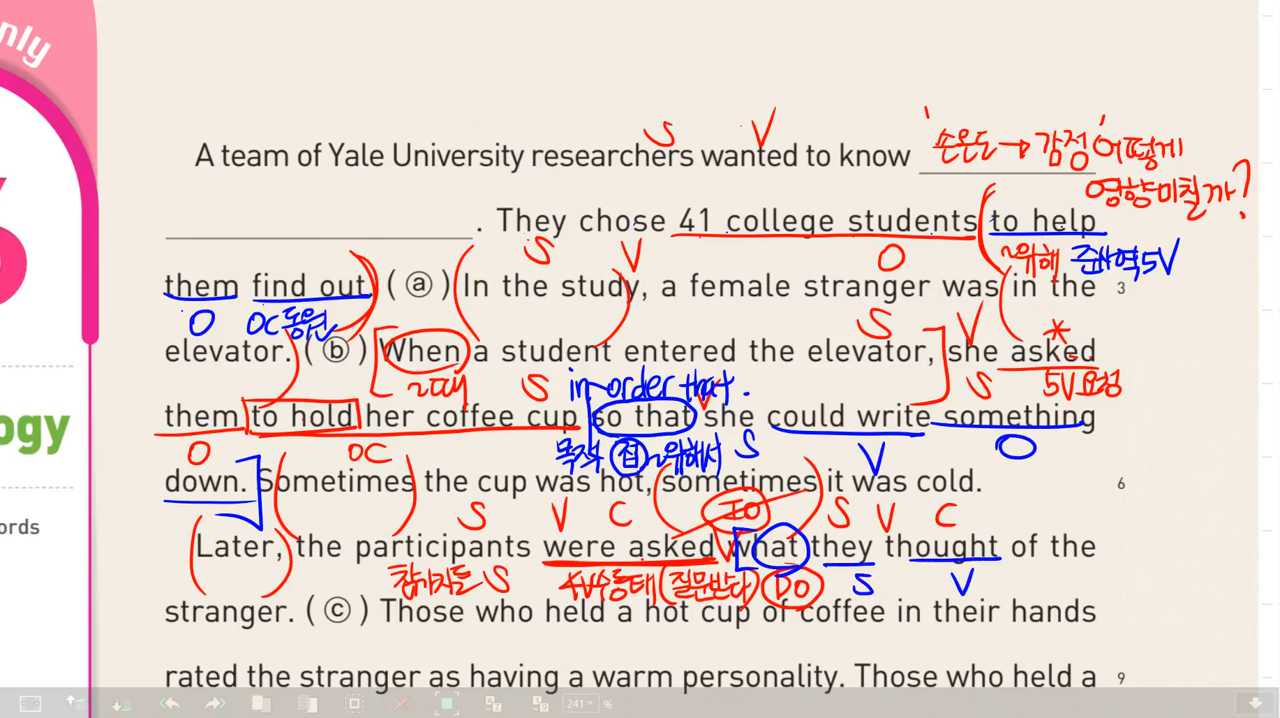 nly
S V
'손온도→감정' 어떻게
A team of Yale University researchers wanted to know
영향미칠까?
. They chose 41 college students to help
S V O ~위해 준사역5V
them find out. (ⓐ) In the study, a female stranger was in the 3
O OC동원 S V *
elevator. (ⓑ) When a student entered the elevator, she asked
~때 S V in order that. S 5V요청
them to hold her coffee cup so that she could write something
ogy
O OC 목적 접 ~위해서 S V O
down. Sometimes the cup was hot, sometimes it was cold. 6
S V C IO S V C
ords
Later, the participants were asked what they thought of the
참가자들 S 4V수동태 (질문받다) DO S V
stranger. (ⓒ) Those who held a hot cup of coffee in their hands
rated the stranger as having a warm personality. Those who held a 9
241 %